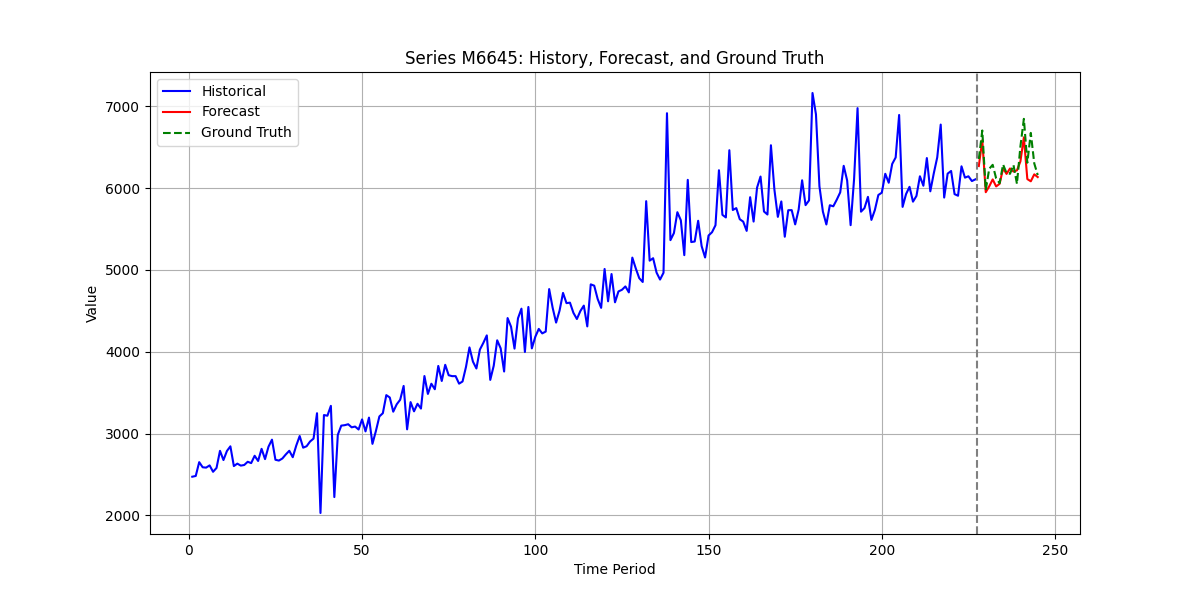 Series M6645: History, Forecast, and Ground Truth
Historical
Forecast
Ground Truth
7000
6000
5000
4000
3000
2000
Value
0
50
100
150
200
250
Time Period